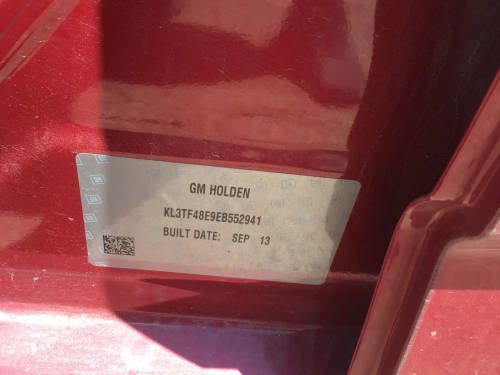 GM HOLDEN
KL3TF48E9EB552941
BUILT DATE: SEP 13